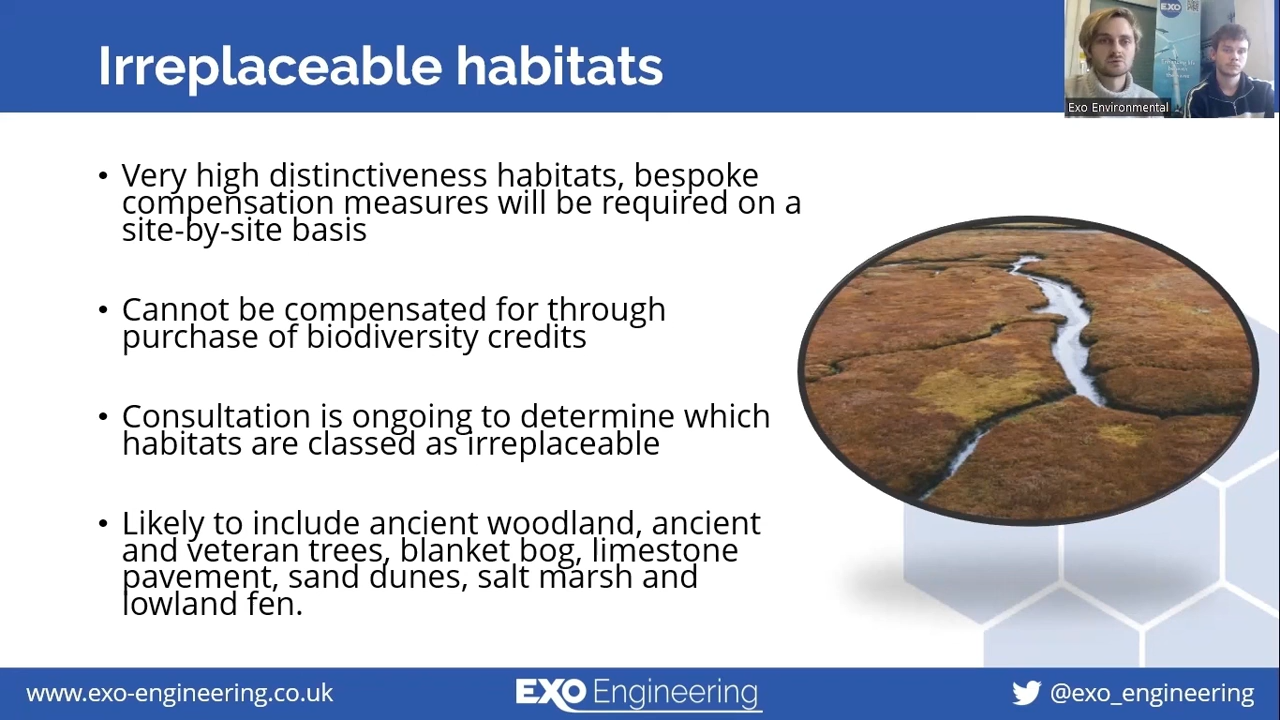 Irreplaceable habitats
EXO
Exo Environmental
• Very high distinctiveness habitats, bespoke
compensation measures will be required on a
site-by-site basis
• Cannot be compensated for through
purchase of biodiversity credits
• Consultation is ongoing to determine which
habitats are classed as irreplaceable
• Likely to include ancient woodland, ancient
and veteran trees, blanket bog, limestone
pavement, sand dunes, salt marsh and
lowland fen.
www.exo-engineering.co.uk
EXO Engineering
@exo_engineering